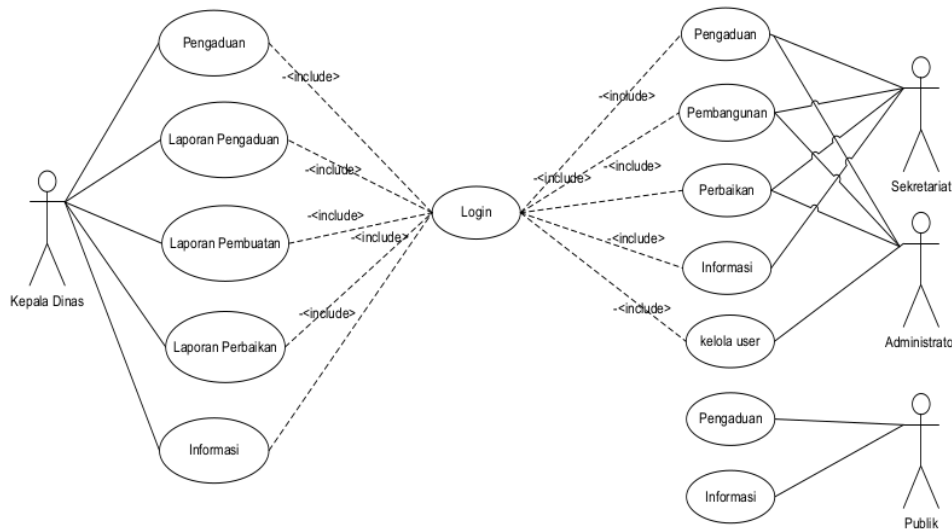 Pengaduan
Laporan Pengaduan
Laporan Pembuatan
Laporan Perbaikan
Informasi
Kepala Dinas
-<include>
-<include>
-<include>
-<include>
-<include>
Login
-<include>
-<include>
-<include>
-<include>
-<include>
-<include>
Pengaduan
Pembangunan
Perbaikan
Informasi
kelola user
Pengaduan
Informasi
Sekretariat
Administrato
Publik